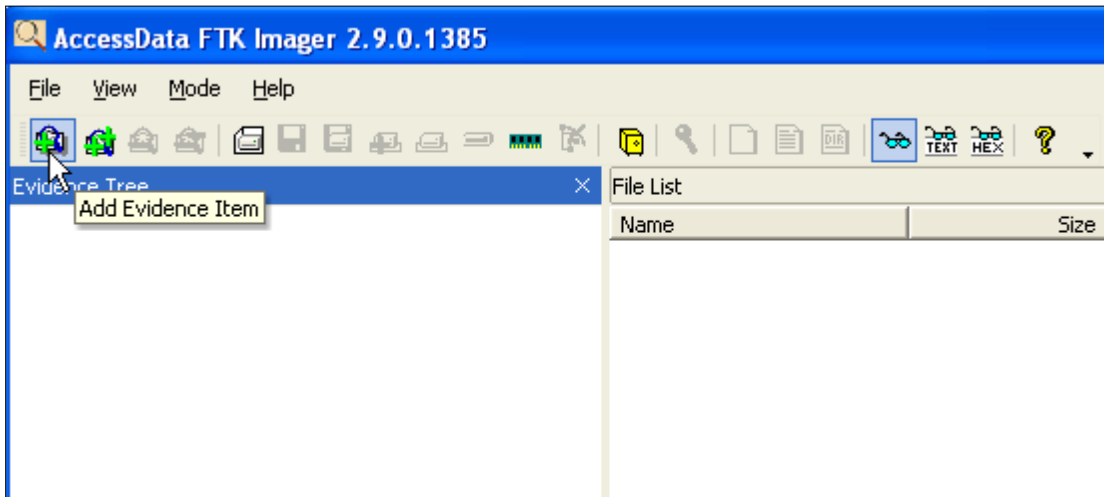 AccessData FTK Imager 2.9.0.1385
File View Mode Help
DIR TEXT HEX ?
Evidence Tree
File List
Add Evidence Item
Name Size